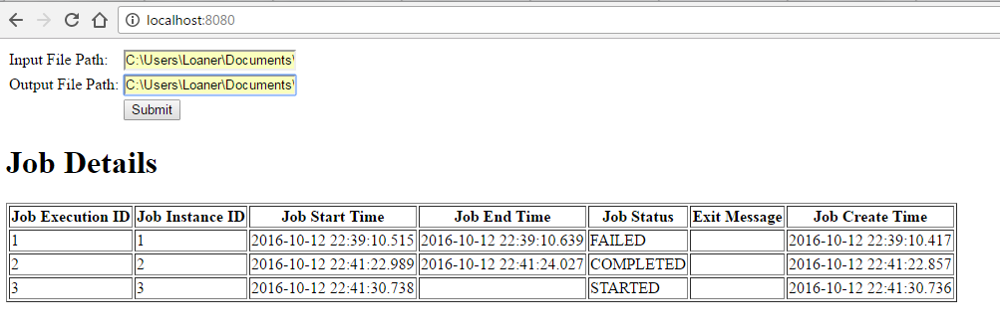 localhost:8080
Input File Path: C:\Users\Loaner\Documents\
Output File Path: C:\Users\Loaner\Documents\
Submit
Job Details
Job Execution ID Job Instance ID Job Start Time Job End Time Job Status Exit Message Job Create Time
1 1 2016-10-12 22:39:10.515 2016-10-12 22:39:10.639 FAILED 2016-10-12 22:39:10.417
2 2 2016-10-12 22:41:22.989 2016-10-12 22:41:24.027 COMPLETED 2016-10-12 22:41:22.857
3 3 2016-10-12 22:41:30.738 STARTED 2016-10-12 22:41:30.736